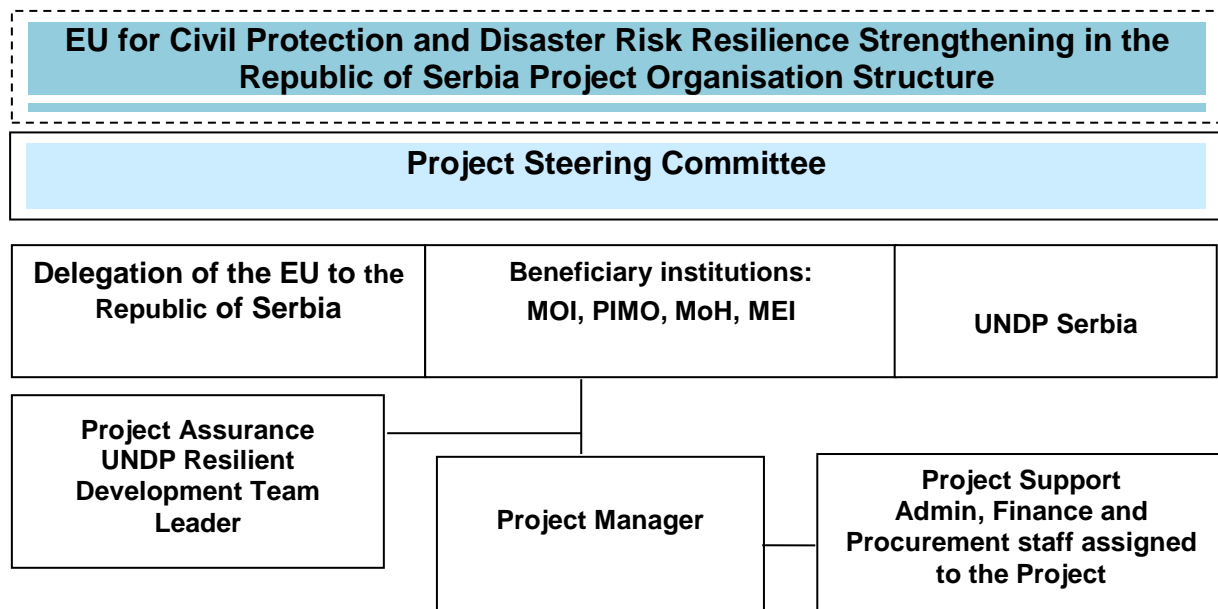 EU for Civil Protection and Disaster Risk Resilience Strengthening in the
Republic of Serbia Project Organisation Structure
Project Steering Committee
Delegation of the EU to the
Republic of Serbia
Beneficiary institutions:
MOI, PIMO, MoH, MEI
UNDP Serbia
Project Assurance
UNDP Resilient
Development Team
Leader
Project Manager
Project Support
Admin, Finance and
Procurement staff assigned
to the Project